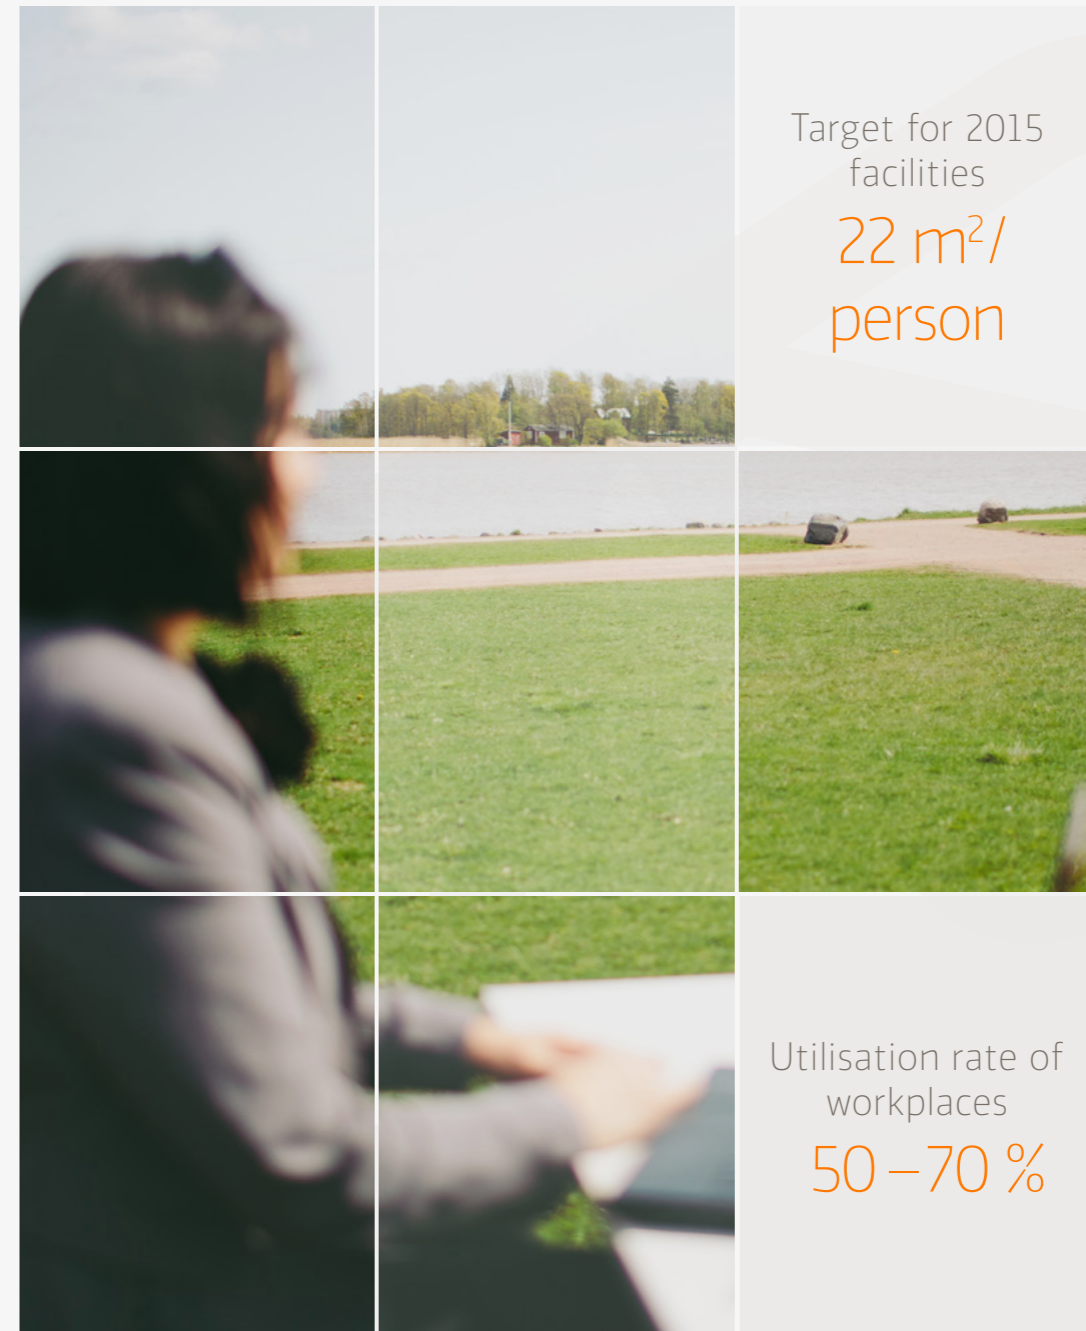 Target for 2015
facilities
22 m²/
person
Utilisation rate of
workplaces
50 – 70 %